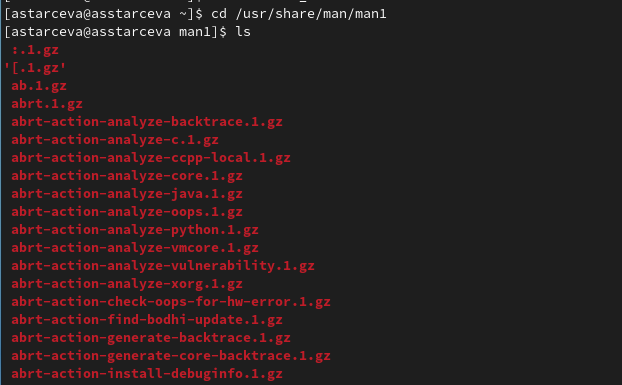 [astarceva@asstarceva ~]$ cd /usr/share/man/man1
[astarceva@asstarceva man1]$ ls
:.1.gz
'[.1.gz'
ab.1.gz
abrt.1.gz
abrt-action-analyze-backtrace.1.gz
abrt-action-analyze-c.1.gz
abrt-action-analyze-ccpp-local.1.gz
abrt-action-analyze-core.1.gz
abrt-action-analyze-java.1.gz
abrt-action-analyze-oops.1.gz
abrt-action-analyze-python.1.gz
abrt-action-analyze-vmcore.1.gz
abrt-action-analyze-vulnerability.1.gz
abrt-action-analyze-xorg.1.gz
abrt-action-check-oops-for-hw-error.1.gz
abrt-action-find-bodhi-update.1.gz
abrt-action-generate-backtrace.1.gz
abrt-action-generate-core-backtrace.1.gz
abrt-action-install-debuginfo.1.gz